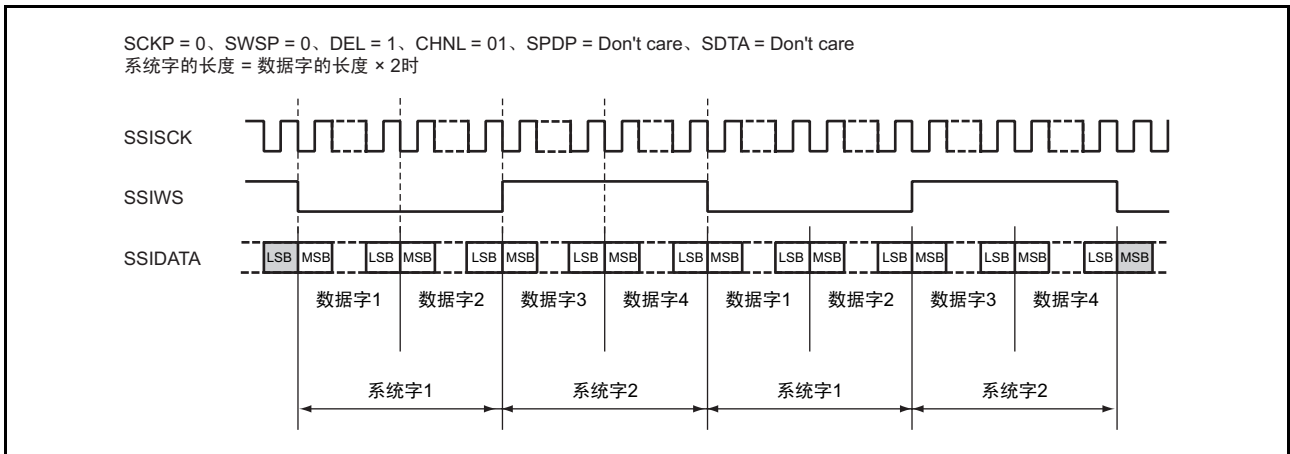 SCKP = 0、SWSP = 0、DEL = 1、CHNL = 01、SPDP = Don't care、SDTA = Don't care
系统字的长度 = 数据字的长度 × 2时
SSISCK
SSIWS
SSIDATA LSB MSB LSB MSB LSB MSB LSB MSB LSB MSB LSB MSB LSB MSB LSB MSB LSB MSB
数据字1 数据字2 数据字3 数据字4 数据字1 数据字2 数据字3 数据字4
系统字1 系统字2 系统字1 系统字2